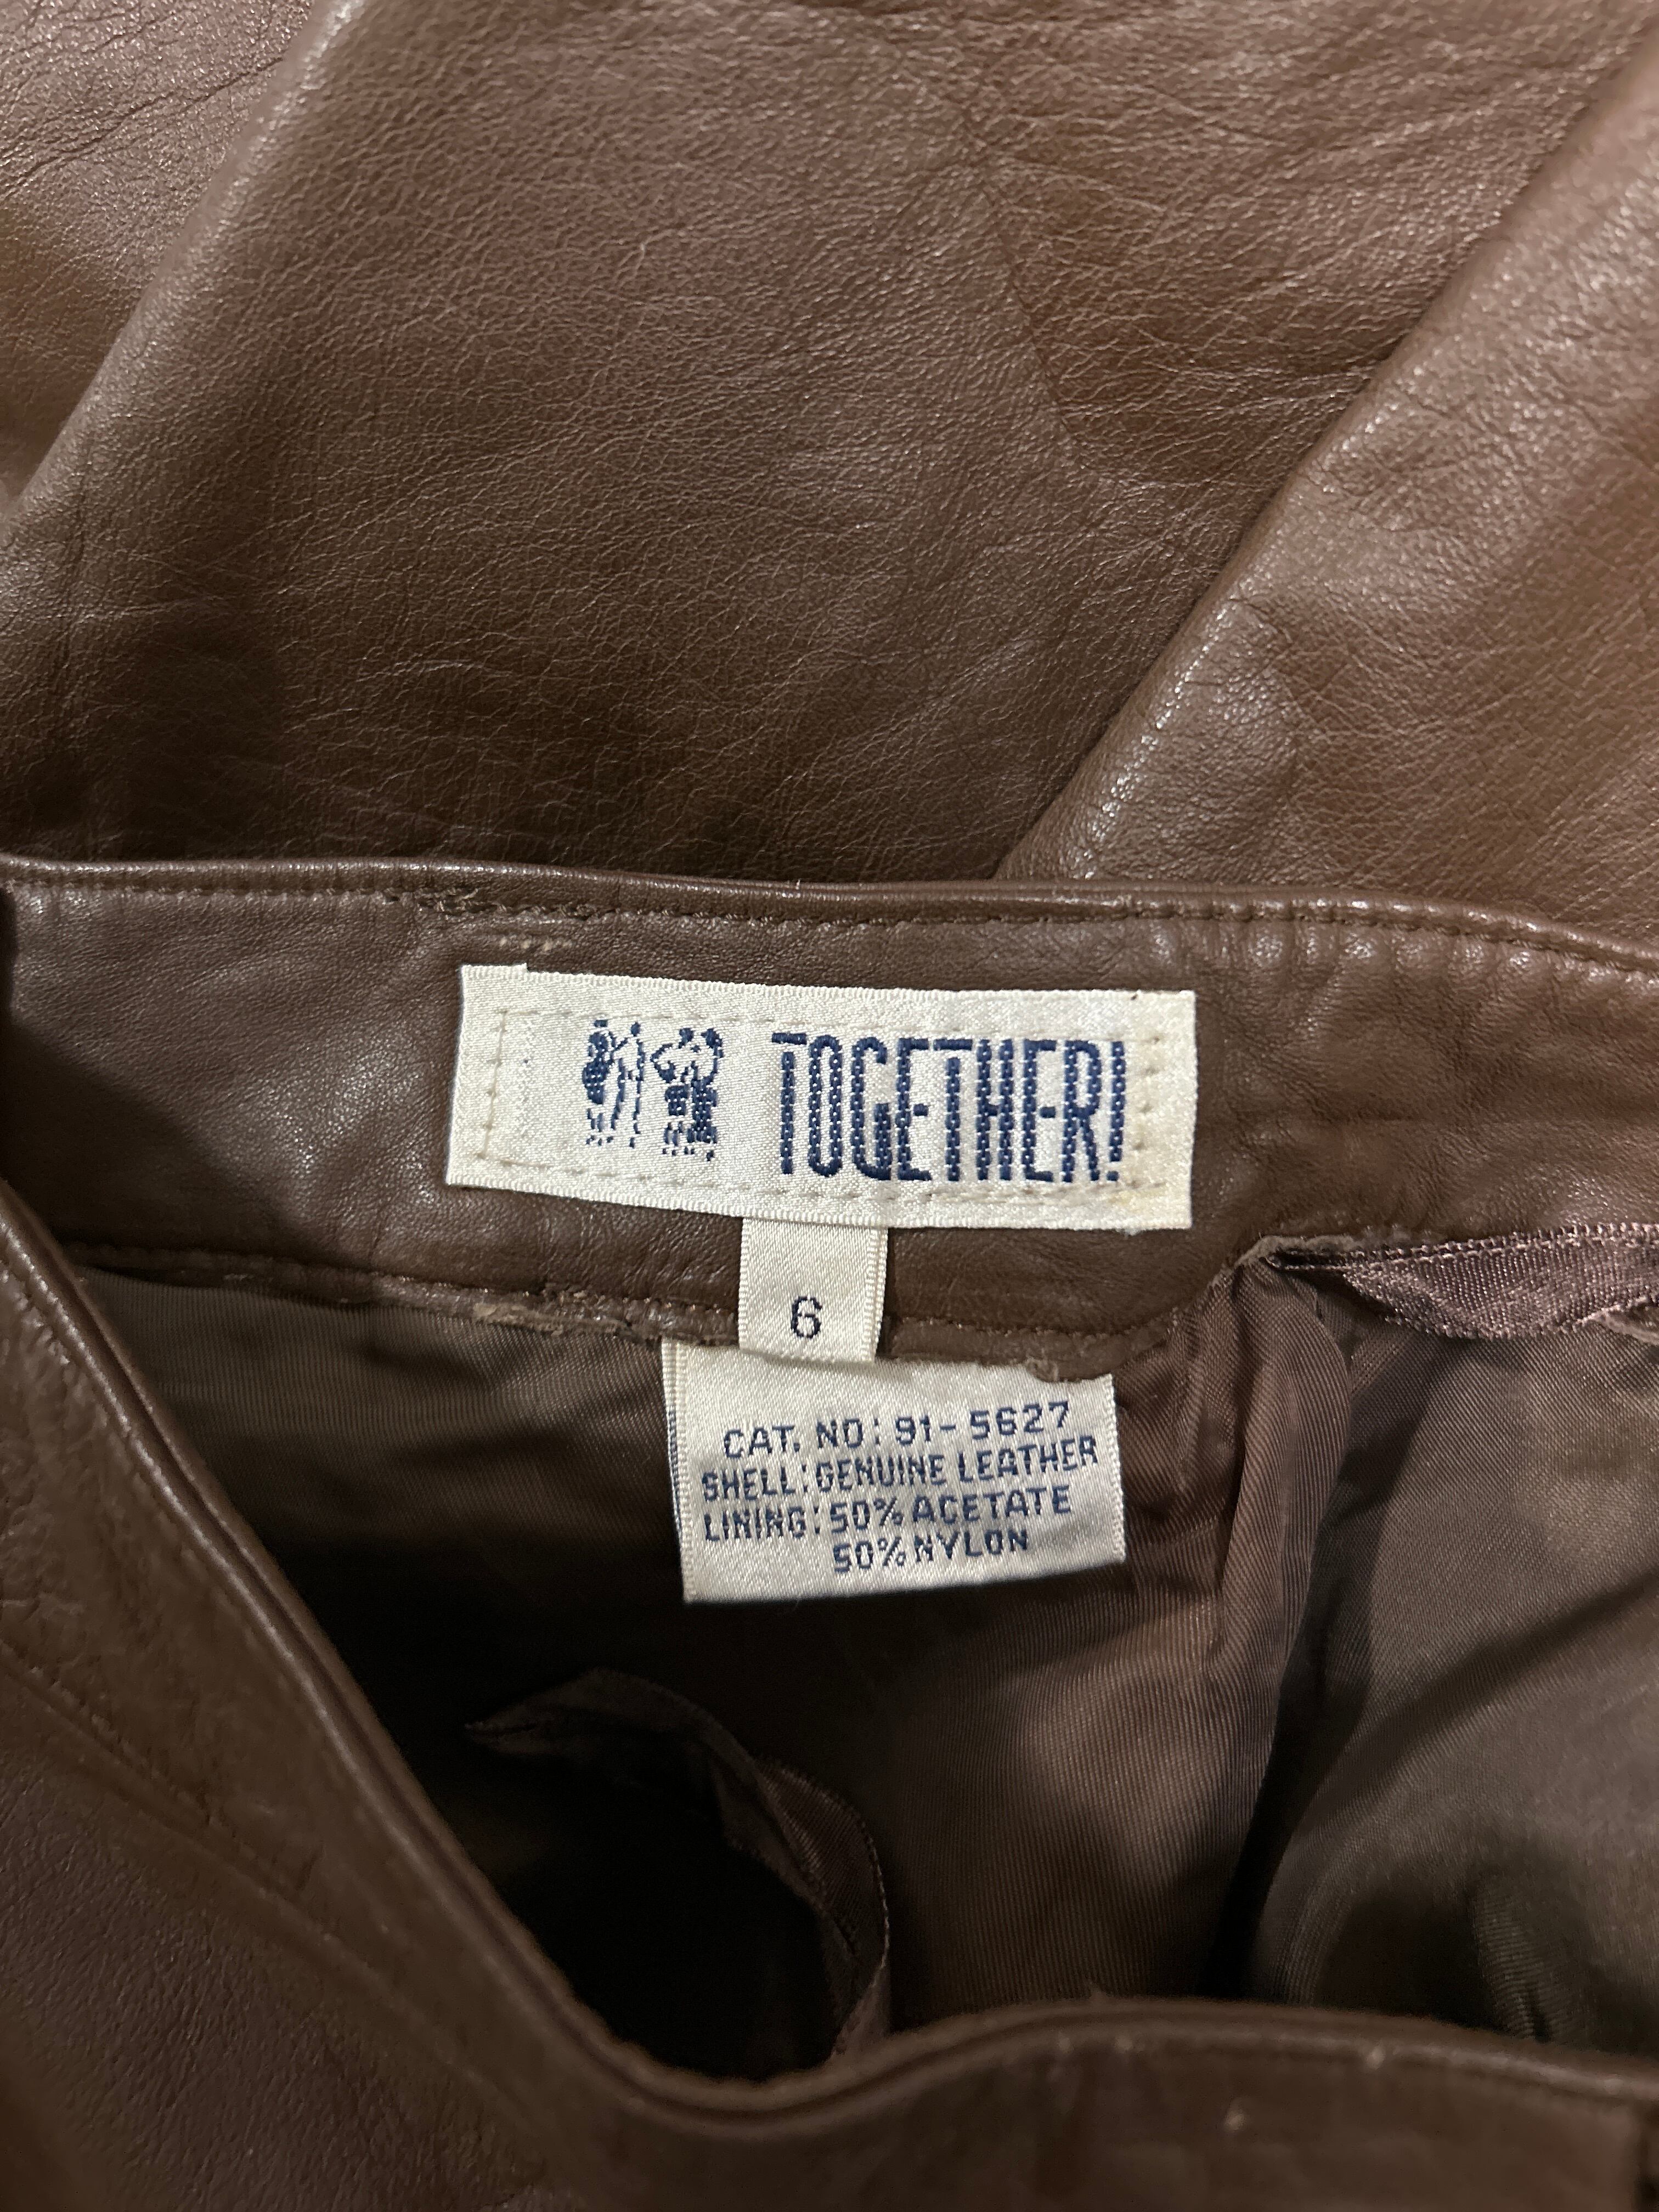 TOGETHER!
6
CAT. NO: 91-5627
SHELL: GENUINE LEATHER
LINING: 50% ACETATE
50% NYLON